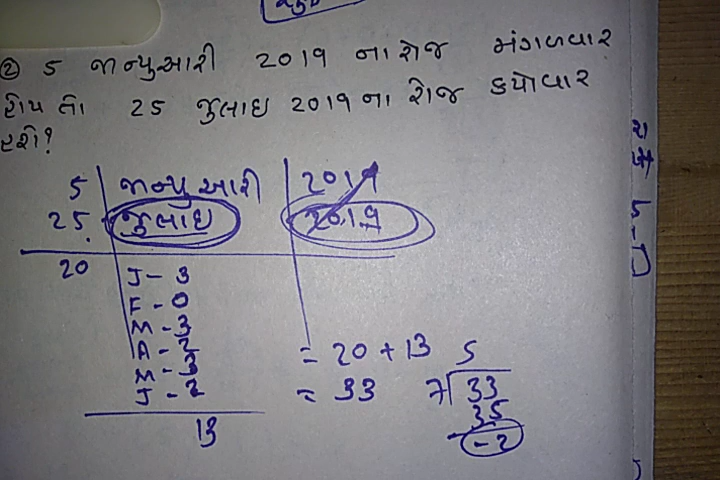 ② 5 જાન્યુઆરી 2019 ના રોજ મંગળવાર
હોય તો 25 જુલાઇ 2019 ના રોજ કયોવાર
હશે?
5 જાન્યુઆરી 2019
25 જુલાઇ 2019
20 J - 3
F - 0
M - 3
A - 2
M - 3
J - 2
13
= 20 + 13
= 33
5
7 33
35
-2